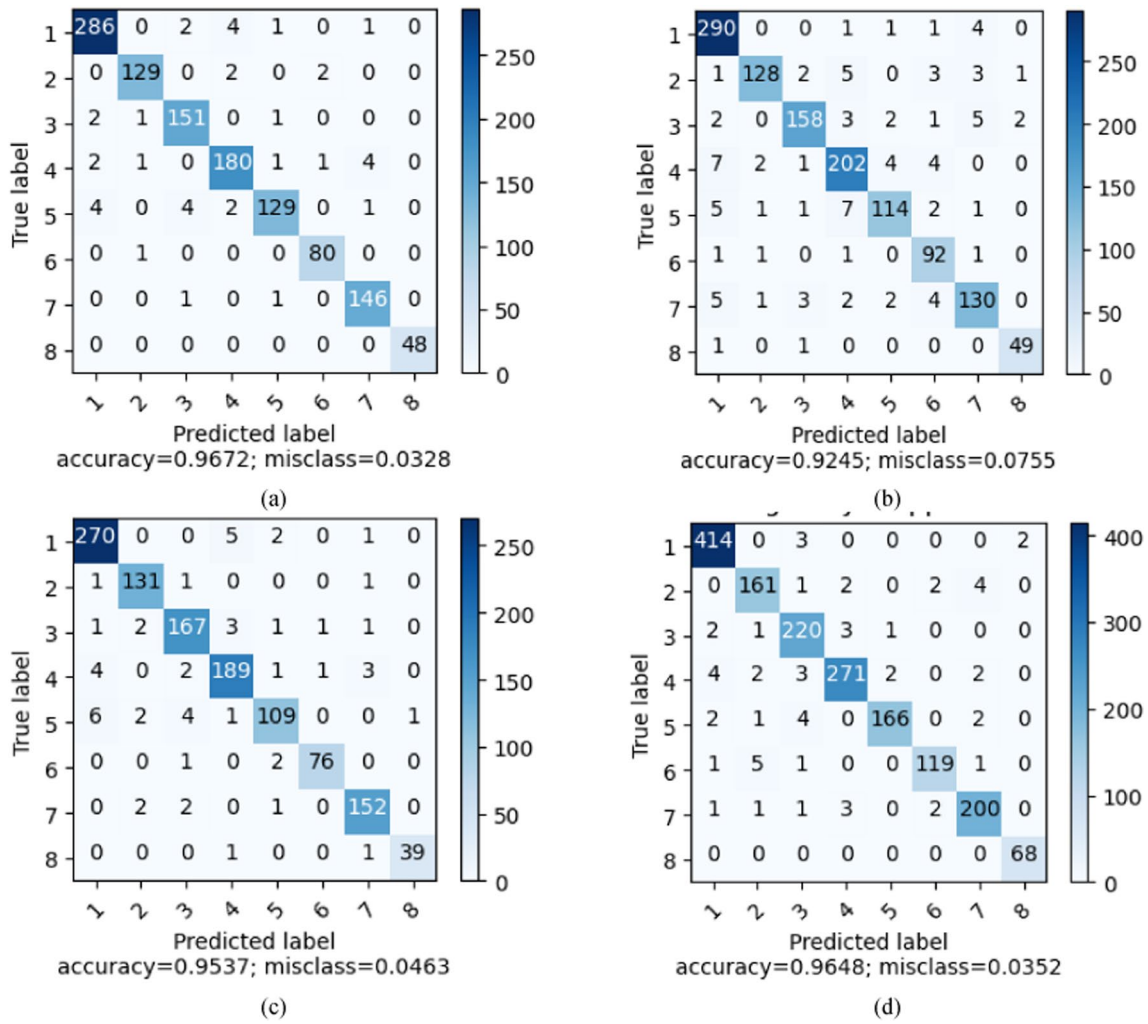 1 286 0 2 4 1 0 1 0
2 0 129 0 2 0 2 0 0
3 2 1 151 0 1 0 0 0
4 2 1 0 180 1 1 4 0
5 4 0 4 2 129 0 1 0
6 0 1 0 0 0 80 0 0
7 0 0 1 0 1 0 146 0
8 0 0 0 0 0 0 0 48
True label
1 2 3 4 5 6 7 8
Predicted label
accuracy=0.9672; misclass=0.0328
250
200
150
100
50
0
(a)
1 290 0 0 1 1 1 4 0
2 1 128 2 5 0 3 3 1
3 2 0 158 3 2 1 5 2
4 7 2 1 202 4 4 0 0
5 5 1 1 7 114 2 1 0
6 1 1 0 1 0 92 1 0
7 5 1 3 2 2 4 130 0
8 1 0 1 0 0 0 0 49
True label
1 2 3 4 5 6 7 8
Predicted label
accuracy=0.9245; misclass=0.0755
250
200
150
100
50
0
(b)
1 270 0 0 5 2 0 1 0
2 1 131 1 0 0 0 1 0
3 1 2 167 3 1 1 1 0
4 4 0 2 189 1 1 3 0
5 6 2 4 1 109 0 0 1
6 0 0 1 0 2 76 0 0
7 0 2 2 0 1 0 152 0
8 0 0 0 1 0 0 1 39
True label
1 2 3 4 5 6 7 8
Predicted label
accuracy=0.9537; misclass=0.0463
250
200
150
100
50
0
(c)
1 414 0 3 0 0 0 0 2
2 0 161 1 2 0 2 4 0
3 2 1 220 3 1 0 0 0
4 4 2 3 271 2 0 2 0
5 2 1 4 0 166 0 2 0
6 1 5 1 0 0 119 1 0
7 1 1 1 3 0 2 200 0
8 0 0 0 0 0 0 0 68
True label
1 2 3 4 5 6 7 8
Predicted label
accuracy=0.9648; misclass=0.0352
400
300
200
100
0
(d)